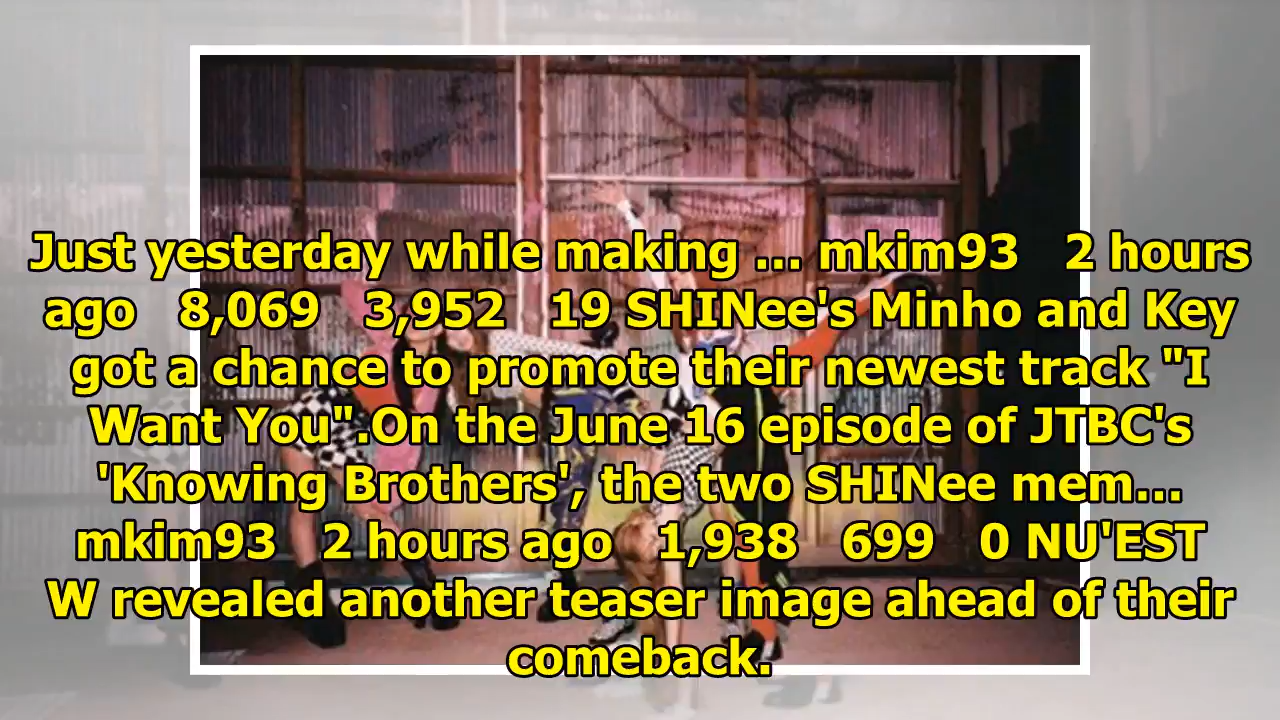 Just yesterday while making ... mkim93   2 hours
ago   8,069   3,952   19 SHINee's Minho and Key
got a chance to promote their newest track "I
Want You".On the June 16 episode of JTBC's
'Knowing Brothers', the two SHINee mem...
mkim93   2 hours ago   1,938   699   0 NU'EST
W revealed another teaser image ahead of their
comeback.